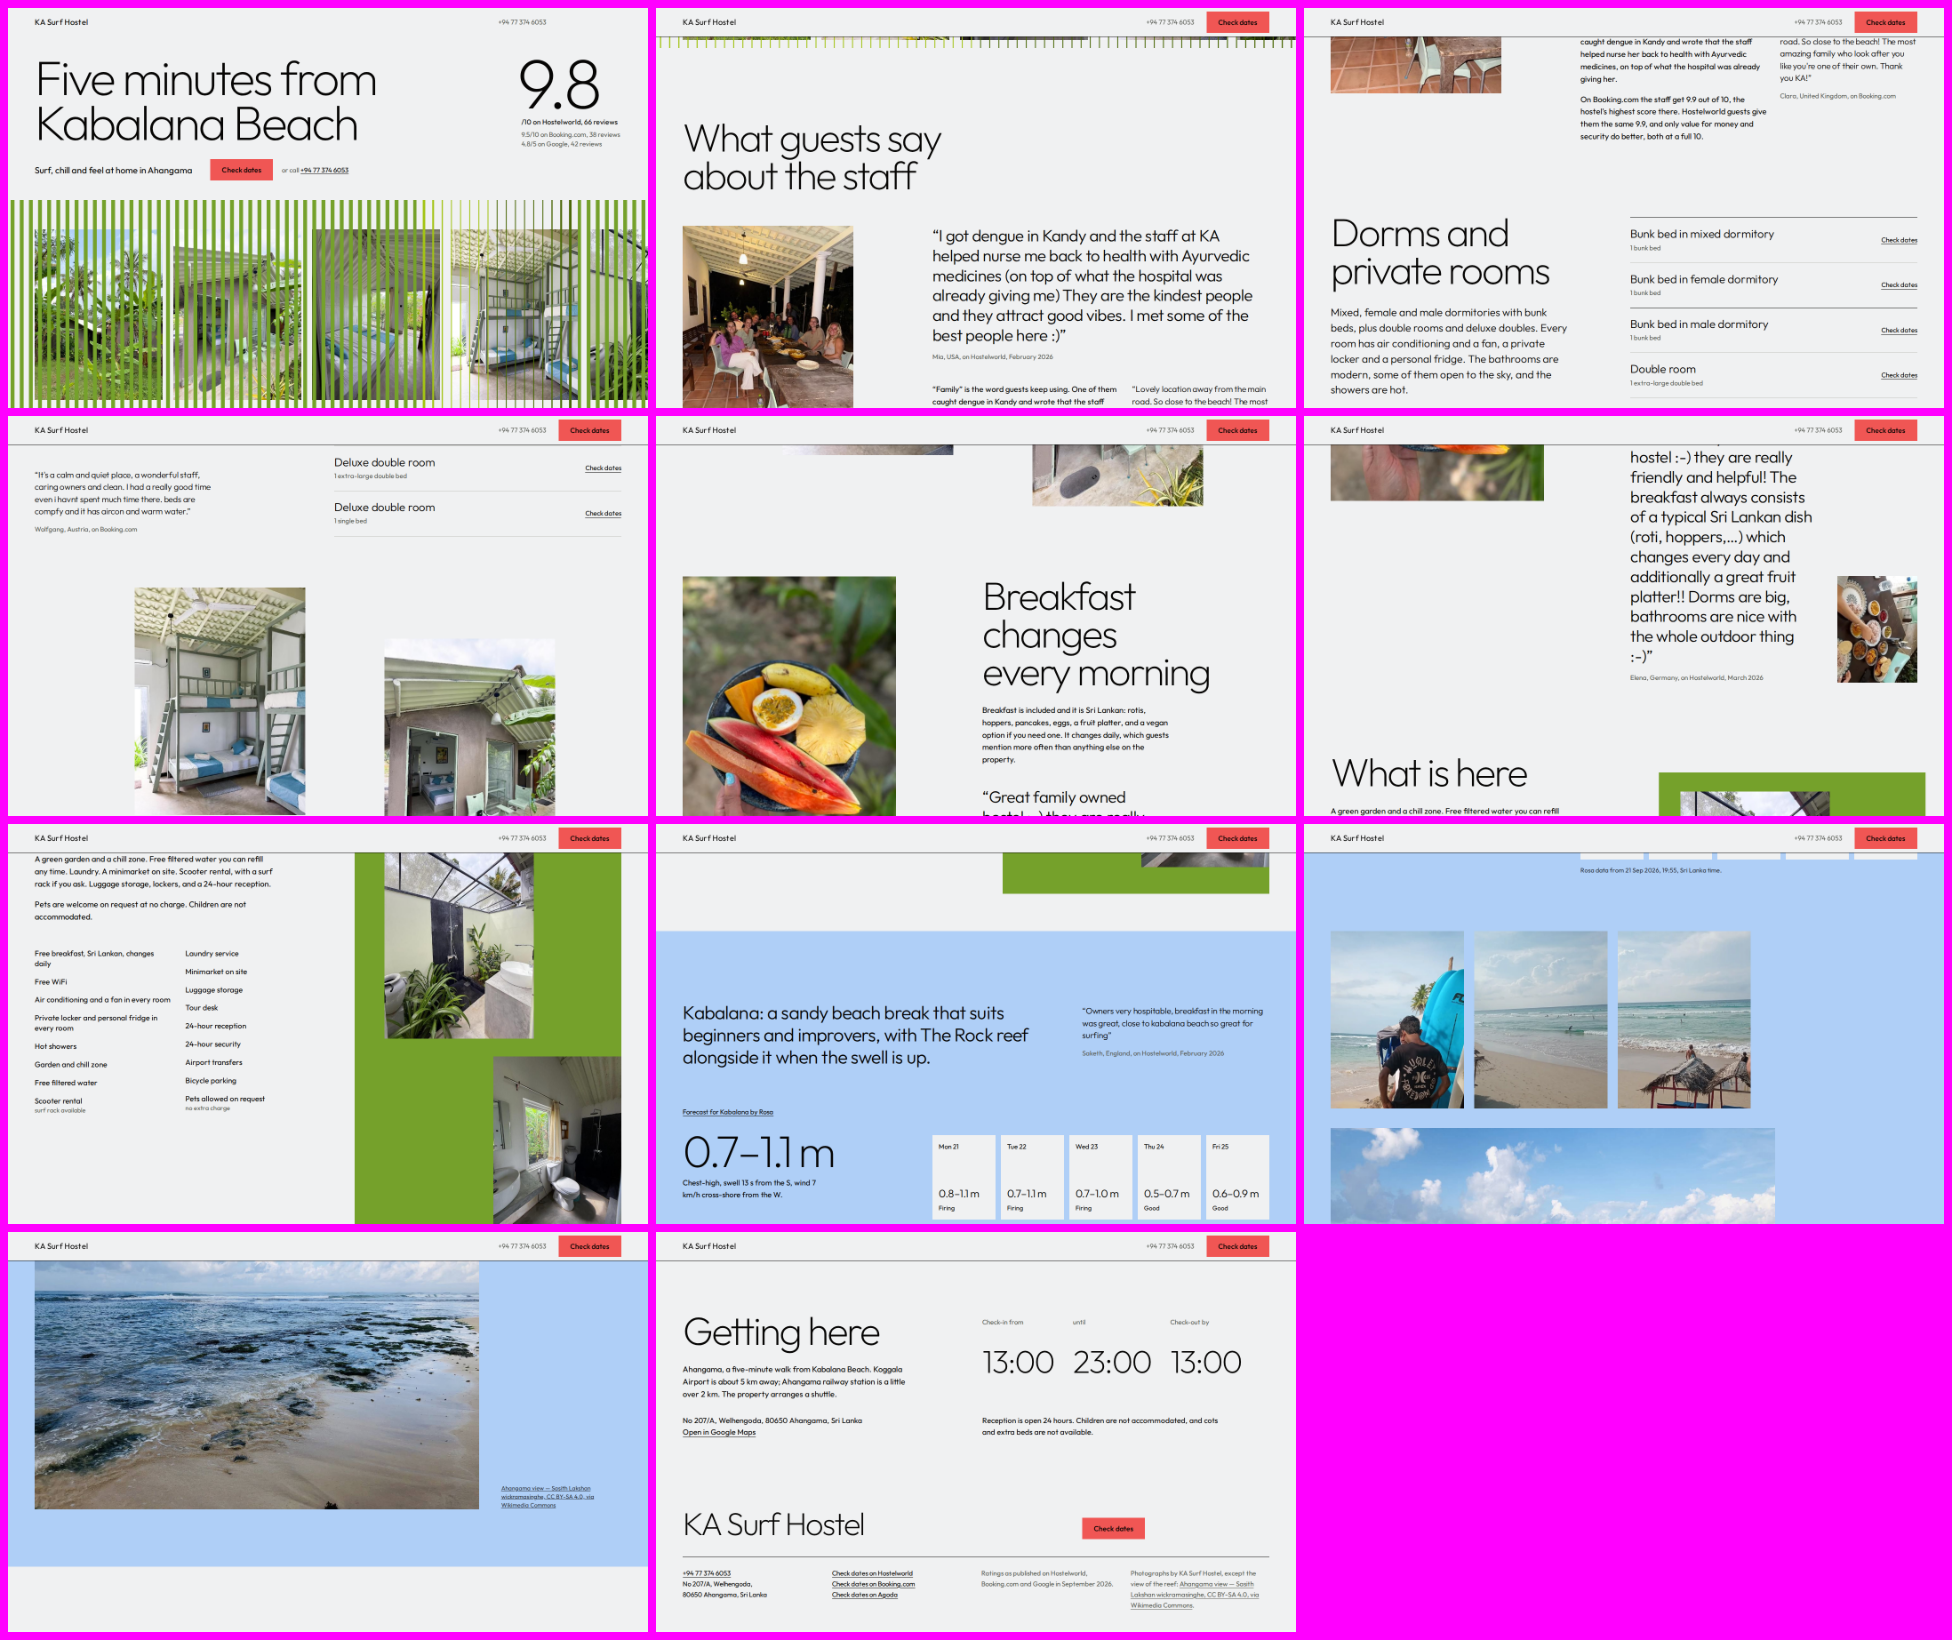 KA Surf Hostel
+94 77 374 6053
Five minutes from
Kabalana Beach
9.8
/10 on Hostelworld, 66 reviews
9.5/10 on Booking.com, 38 reviews
4.8/5 on Google, 42 reviews
Surf, chill and feel at home in Ahangama
Check dates
or call +94 77 374 6053
KA Surf Hostel
+94 77 374 6053
Check dates
What guests say
about the staff
“I got dengue in Kandy and the staff at KA
helped nurse me back to health with Ayurvedic
medicines (on top of what the hospital was
already giving me) They are the kindest people
and they attract good vibes. I met some of the
best people here :)”
Mia, USA, on Hostelworld, February 2026
“Family” is the word guests keep using. One of them
caught dengue in Kandy and wrote that the staff
“Lovely location away from the main
road. So close to the beach! The most
KA Surf Hostel
+94 77 374 6053
Check dates
caught dengue in Kandy and wrote that the staff
helped nurse her back to health with Ayurvedic
medicines, on top of what the hospital was already
giving her.
On Booking.com the staff get 9.9 out of 10, the
hostel's highest score there. Hostelworld guests give
them the same 9.9, and only value for money and
security do better, both at a full 10.
road. So close to the beach! The most
amazing family who look after you
like you're one of their own. Thank
you KA!”
Clara, United Kingdom, on Booking.com
Dorms and
private rooms
Mixed, female and male dormitories with bunk
beds, plus double rooms and deluxe doubles. Every
room has air conditioning and a fan, a private
locker and a personal fridge. The bathrooms are
modern, some of them open to the sky, and the
showers are hot.
Bunk bed in mixed dormitory
1 bunk bed
Check dates
Bunk bed in female dormitory
1 bunk bed
Check dates
Bunk bed in male dormitory
1 bunk bed
Check dates
Double room
1 extra-large double bed
Check dates
KA Surf Hostel
+94 77 374 6053
Check dates
“It's a calm and quiet place, a wonderful staff,
caring owners and clean. I had a really good time
even i havnt spent much time there. beds are
compfy and it has aircon and warm water.”
Wolfgang, Austria, on Booking.com
Deluxe double room
1 extra-large double bed
Check dates
Deluxe double room
1 single bed
Check dates
KA Surf Hostel
+94 77 374 6053
Check dates
Breakfast
changes
every morning
Breakfast is included and it is Sri Lankan: rotis,
hoppers, pancakes, eggs, a fruit platter, and a vegan
option if you need one. It changes daily, which guests
mention more often than anything else on the
property.
“Great family owned
hostel :-) they are really
KA Surf Hostel
+94 77 374 6053
Check dates
hostel :-) they are really
friendly and helpful! The
breakfast always consists
of a typical Sri Lankan dish
(roti, hoppers,...) which
changes every day and
additionally a great fruit
platter!! Dorms are big,
bathrooms are nice with
the whole outdoor thing
:-)”
Elena, Germany, on Hostelworld, March 2026
What is here
A green garden and a chill zone. Free filtered water you can refill
KA Surf Hostel
+94 77 374 6053
Check dates
A green garden and a chill zone. Free filtered water you can refill
any time. Laundry. A minimarket on site. Scooter rental, with a surf
rack if you ask. Luggage storage, lockers, and a 24-hour reception.
Pets are welcome on request at no charge. Children are not
accommodated.
Free breakfast, Sri Lankan, changes
daily
Free WiFi
Air conditioning and a fan in every room
Private locker and personal fridge in
every room
Hot showers
Garden and chill zone
Free filtered water
Scooter rental
surf rack available
Laundry service
Minimarket on site
Luggage storage
Tour desk
24-hour reception
24-hour security
Airport transfers
Bicycle parking
Pets allowed on request
no extra charge
KA Surf Hostel
+94 77 374 6053
Check dates
Kabalana: a sandy beach break that suits
beginners and improvers, with The Rock reef
alongside it when the swell is up.
“Owners very hospitable, breakfast in the morning
was great, close to kabalana beach so great for
surfing”
Saketh, England, on Hostelworld, February 2026
Forecast for Kabalana by Rosa
0.7–1.1 m
Chest-high, swell 13 s from the S, wind 7
km/h cross-shore from the W.
Mon 21
0.8–1.1 m
Firing
Tue 22
0.7–1.1 m
Firing
Wed 23
0.7–1.0 m
Firing
Thu 24
0.5–0.7 m
Good
Fri 25
0.6–0.9 m
Good
KA Surf Hostel
+94 77 374 6053
Check dates
Rosa data from 21 Sep 2026, 19:55, Sri Lanka time.
KA Surf Hostel
+94 77 374 6053
Check dates
Ahangama view — Sasith Lakshan
wickramasinghe, CC BY-SA 4.0, via
Wikimedia Commons
KA Surf Hostel
+94 77 374 6053
Check dates
Getting here
Ahangama, a five-minute walk from Kabalana Beach. Koggala
Airport is about 5 km away; Ahangama railway station is a little
over 2 km. The property arranges a shuttle.
No 207/A, Welhengoda, 80650 Ahangama, Sri Lanka
Open in Google Maps
Check-in from
until
Check-out by
13:00
23:00
13:00
Reception is open 24 hours. Children are not accommodated, and cots
and extra beds are not available.
KA Surf Hostel
Check dates
+94 77 374 6053
No 207/A, Welhengoda,
80650 Ahangama, Sri Lanka
Check dates on Hostelworld
Check dates on Booking.com
Check dates on Agoda
Ratings as published on Hostelworld,
Booking.com and Google in September 2026.
Photographs by KA Surf Hostel, except the
view of the reef: Ahangama view — Sasith
Lakshan wickramasinghe, CC BY-SA 4.0, via
Wikimedia Commons.